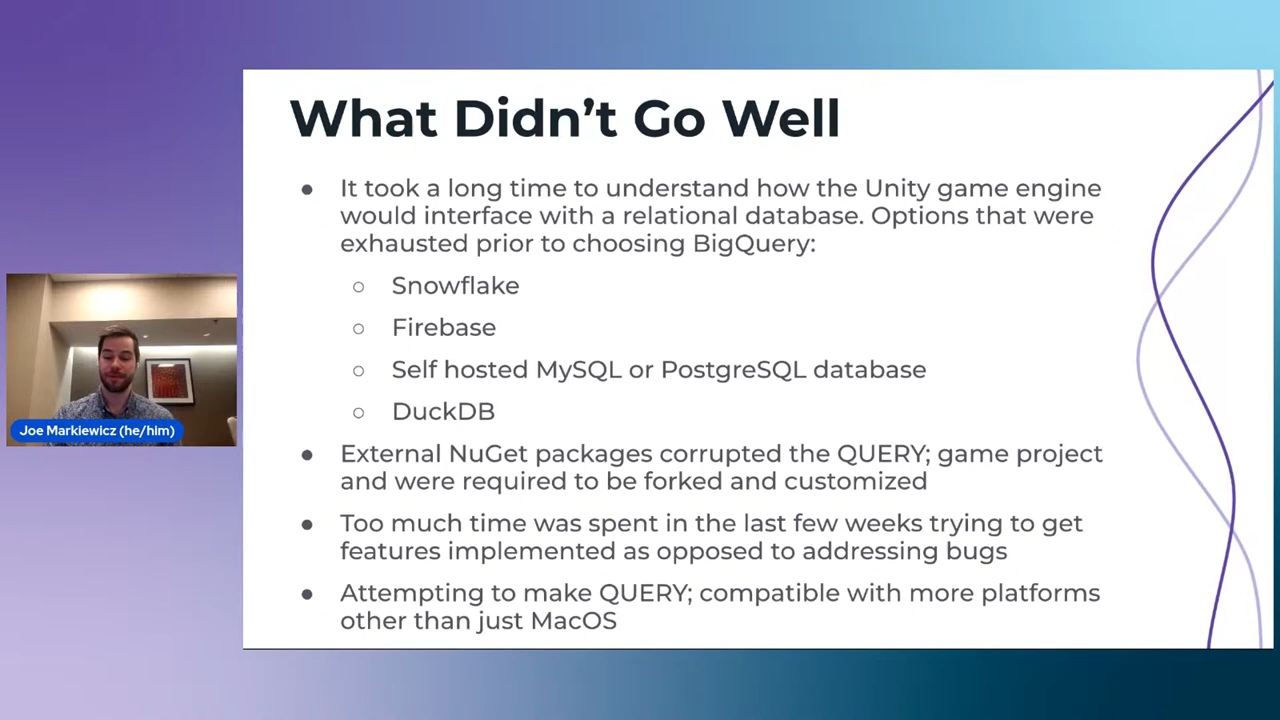 What Didn’t Go Well
● It took a long time to understand how the Unity game engine
would interface with a relational database. Options that were
exhausted prior to choosing BigQuery:
○ Snowflake
○ Firebase
○ Self hosted MySQL or PostgreSQL database
○ DuckDB
● External NuGet packages corrupted the QUERY; game project
and were required to be forked and customized
● Too much time was spent in the last few weeks trying to get
features implemented as opposed to addressing bugs
● Attempting to make QUERY; compatible with more platforms
other than just MacOS
Joe Markiewicz (he/him)